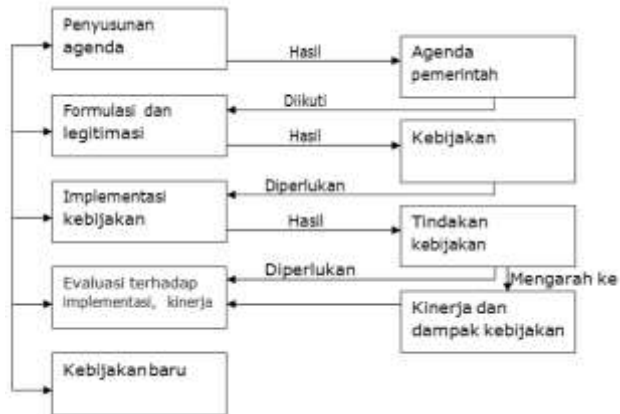 Penyusunan
agenda
Hasil
Agenda
pemerintah
Diikuti
Formulasi dan
legitimasi
Hasil
Kebijakan
Diperlukan
Implementasi
kebijakan
Hasil
Tindakan
kebijakan
Diperlukan
Mengarah ke
Evaluasi terhadap
implementasi, kinerja
Kinerja dan
dampak kebijakan
Kebijakan baru